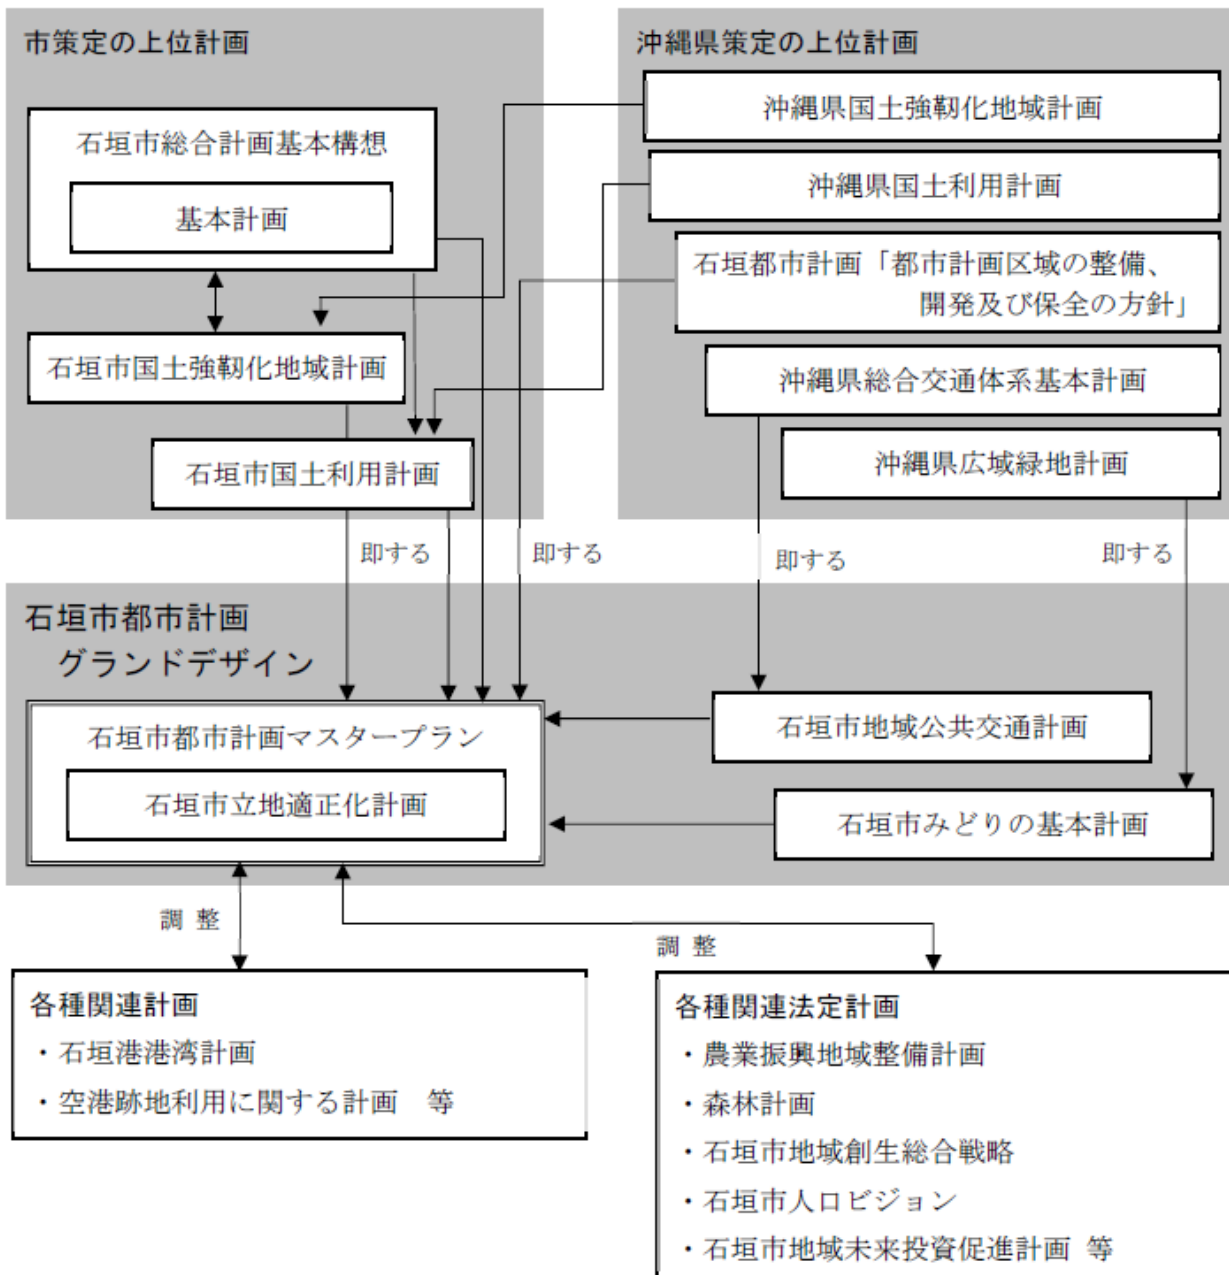 市策定の上位計画
石垣市総合計画基本構想
基本計画
石垣市国土強靭化地域計画
石垣市国土利用計画
沖縄県策定の上位計画
沖縄県国土強靭化地域計画
沖縄県国土利用計画
石垣都市計画「都市計画区域の整備、
開発及び保全の方針」
沖縄県総合交通体系基本計画
沖縄県広域緑地計画
即する
即する
即する
即する
石垣市都市計画
グランドデザイン
石垣市都市計画マスタープラン
石垣市立地適正化計画
石垣市地域公共交通計画
石垣市みどりの基本計画
調 整
調 整
各種関連計画
・石垣港港湾計画
・空港跡地利用に関する計画　等
各種関連法定計画
・農業振興地域整備計画
・森林計画
・石垣市地域創生総合戦略
・石垣市人口ビジョン
・石垣市地域未来投資促進計画 等